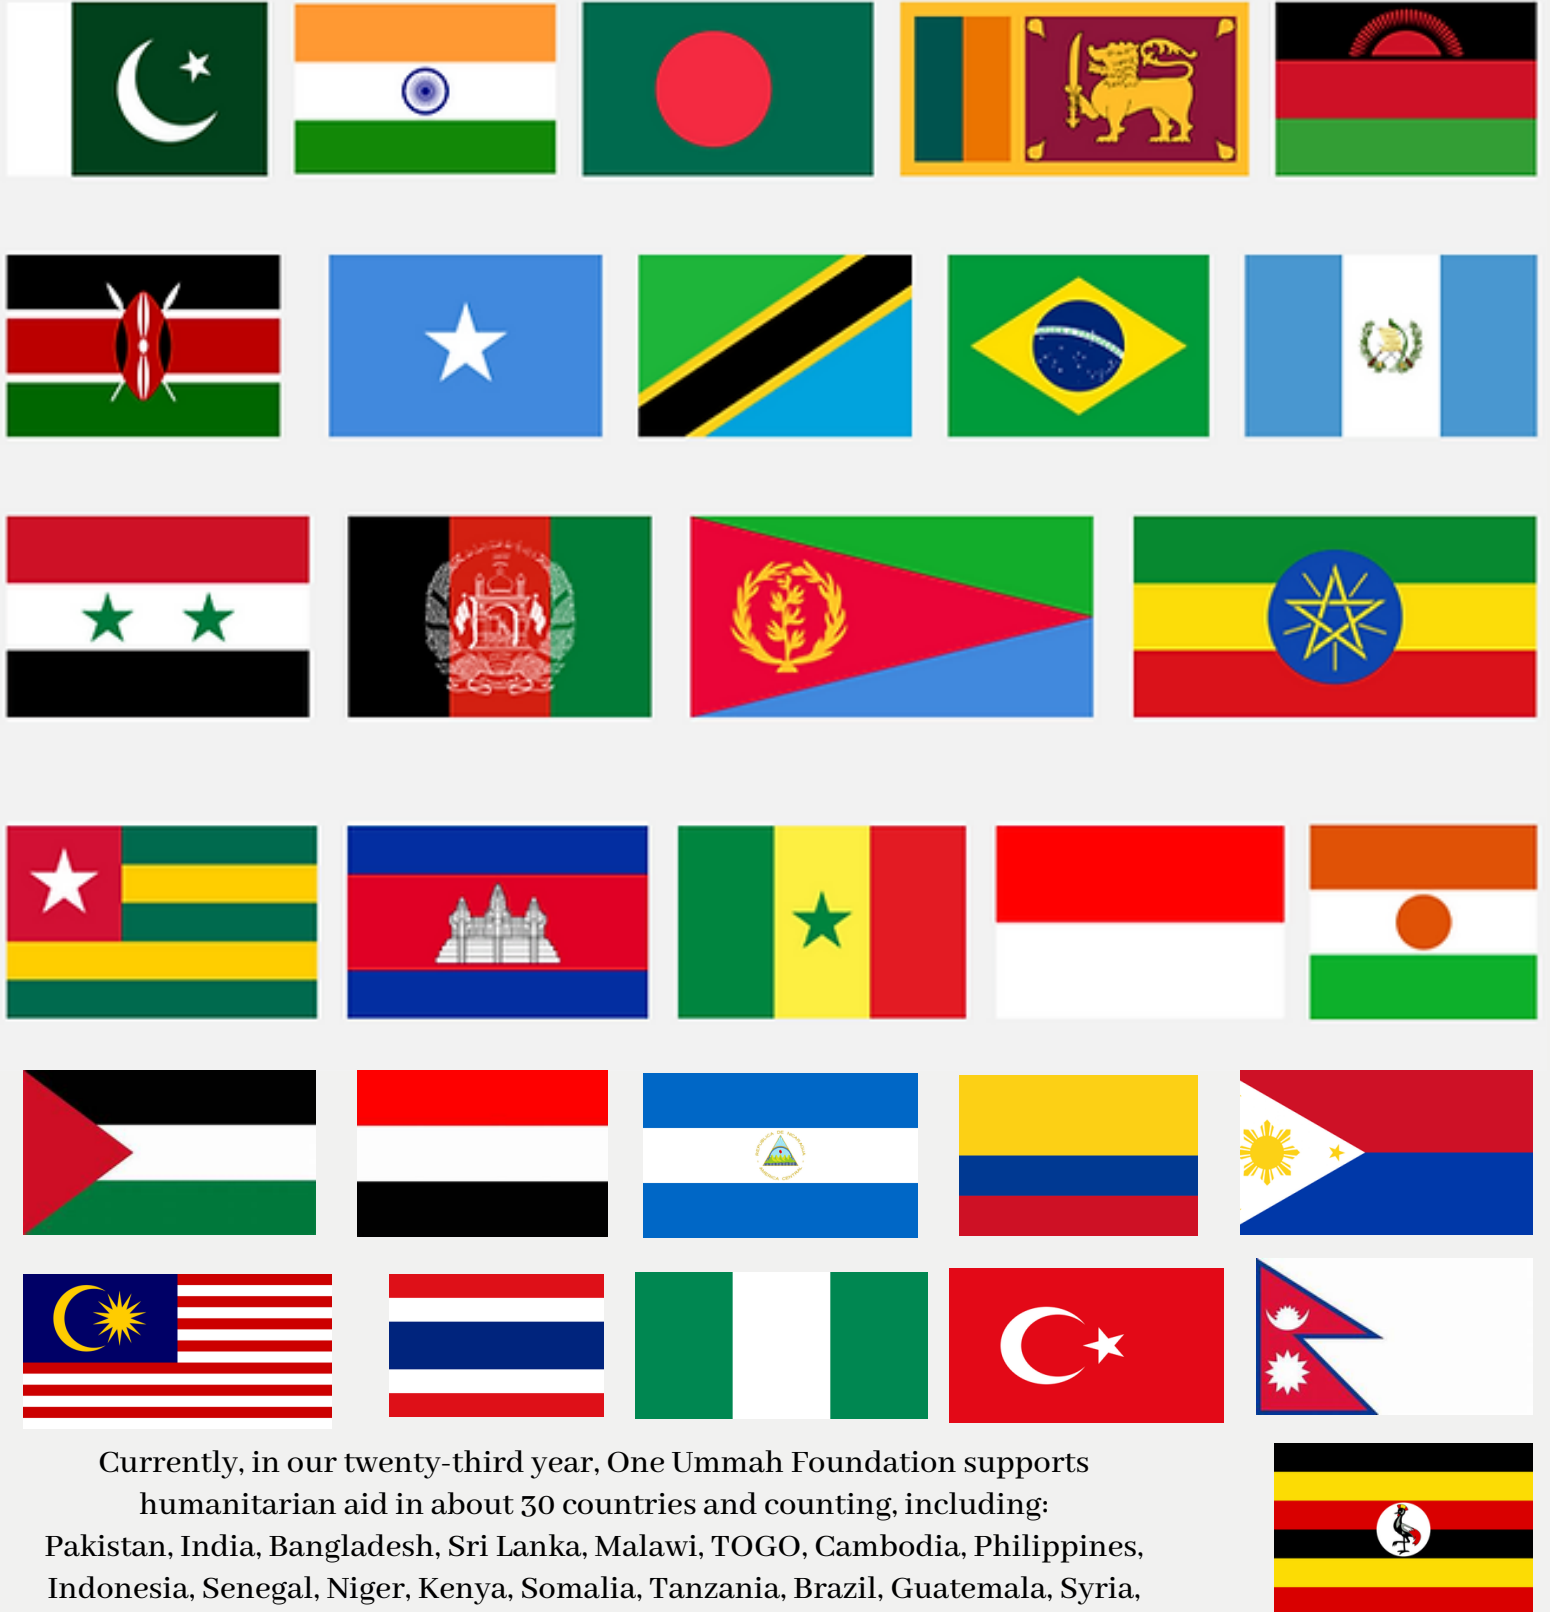 Currently, in our twenty-third year, One Ummah Foundation supports
humanitarian aid in about 30 countries and counting, including:
Pakistan, India, Bangladesh, Sri Lanka, Malawi, TOGO, Cambodia, Philippines,
Indonesia, Senegal, Niger, Kenya, Somalia, Tanzania, Brazil, Guatemala, Syria,